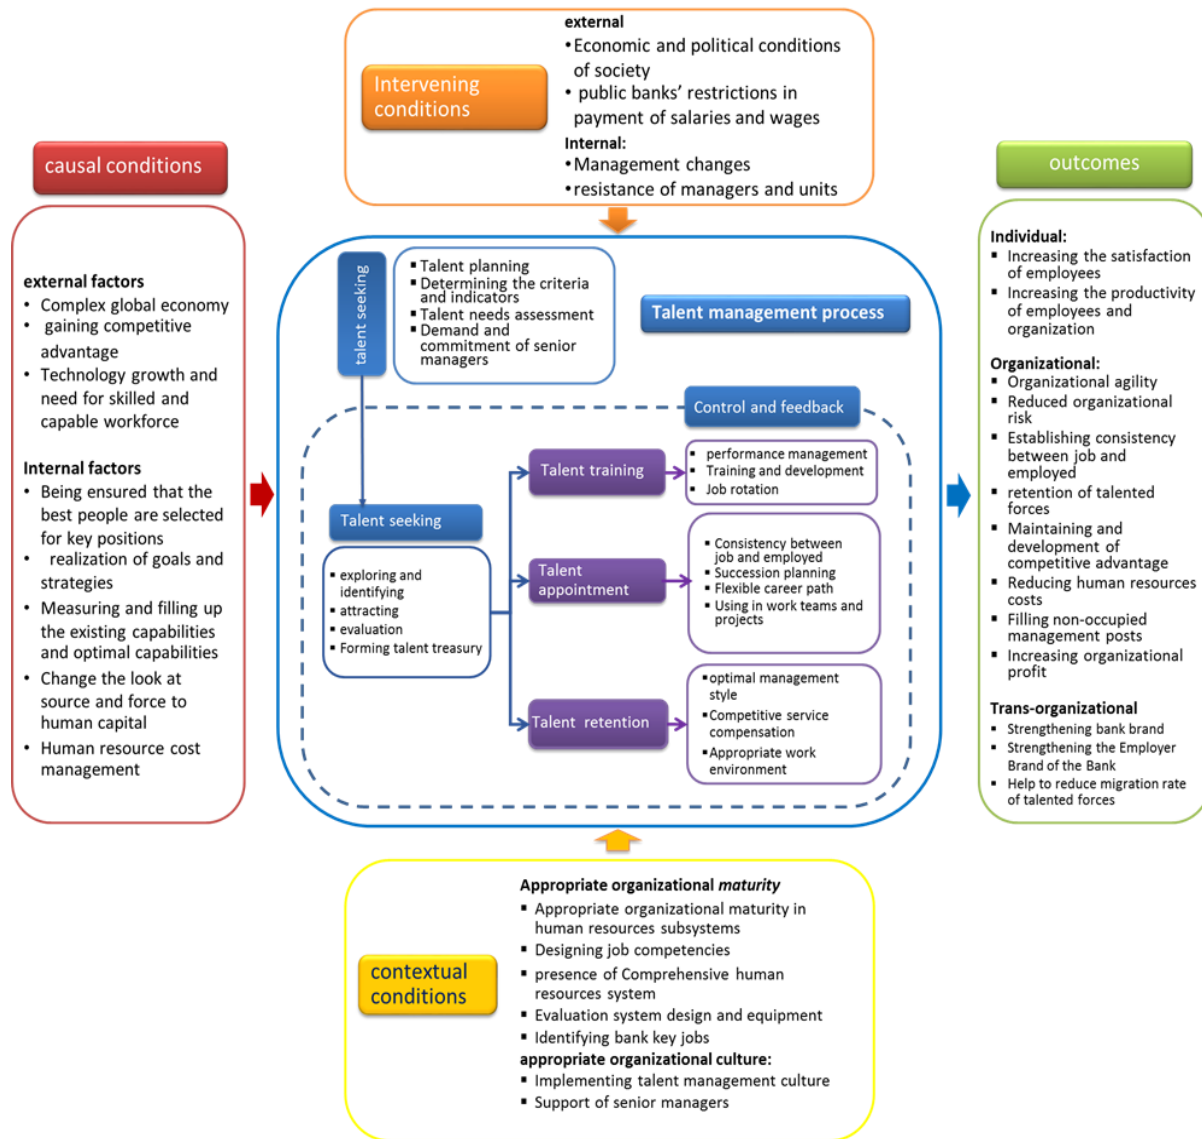 external
•Economic and political conditions
of society
• public banks' restrictions in
payment of salaries and wages
Internal:
•Management changes
•resistance of managers and units
Intervening
conditions
causal conditions
external factors
• Complex global economy
• gaining competitive
advantage
• Technology growth and
need for skilled and
capable workforce
Internal factors
• Being ensured that the
best people are selected
for key positions
• realization of goals and
strategies
• Measuring and filling up
the existing capabilities
and optimal capabilities
• Change the look at
source and force to
human capital
• Human resource cost
management
talent seeking
▪ Talent planning
▪ Determining the criteria
and indicators
▪ Talent needs assessment
▪ Demand and
commitment of senior
managers
Talent management process
Control and feedback
Talent seeking
▪ exploring and
identifying
▪ attracting
▪ evaluation
▪ Forming talent treasury
Talent training
▪ performance management
▪ Training and development
▪ Job rotation
Talent
appointment
▪ Consistency between
job and employed
▪ Succession planning
▪ Flexible career path
▪ Using in work teams and
projects
Talent retention
▪ optimal management
style
▪ Competitive service
compensation
▪ Appropriate work
environment
outcomes
Individual:
▪ Increasing the satisfaction
of employees
▪ Increasing the productivity
of employees and
organization
Organizational:
▪ Organizational agility
▪ Reduced organizational
risk
▪ Establishing consistency
between job and
employed
▪ retention of talented
forces
▪ Maintaining and
development of
competitive advantage
▪ Reducing human resources
costs
▪ Filling non-occupied
management posts
▪ Increasing organizational
profit
Trans-organizational
▪ Strengthening bank brand
▪ Strengthening the Employer
Brand of the Bank
▪ Help to reduce migration rate
of talented forces
contextual
conditions
Appropriate organizational maturity
▪ Appropriate organizational maturity in
human resources subsystems
▪ Designing job competencies
▪ presence of Comprehensive human
resources system
▪ Evaluation system design and equipment
▪ Identifying bank key jobs
appropriate organizational culture:
▪ Implementing talent management culture
▪ Support of senior managers